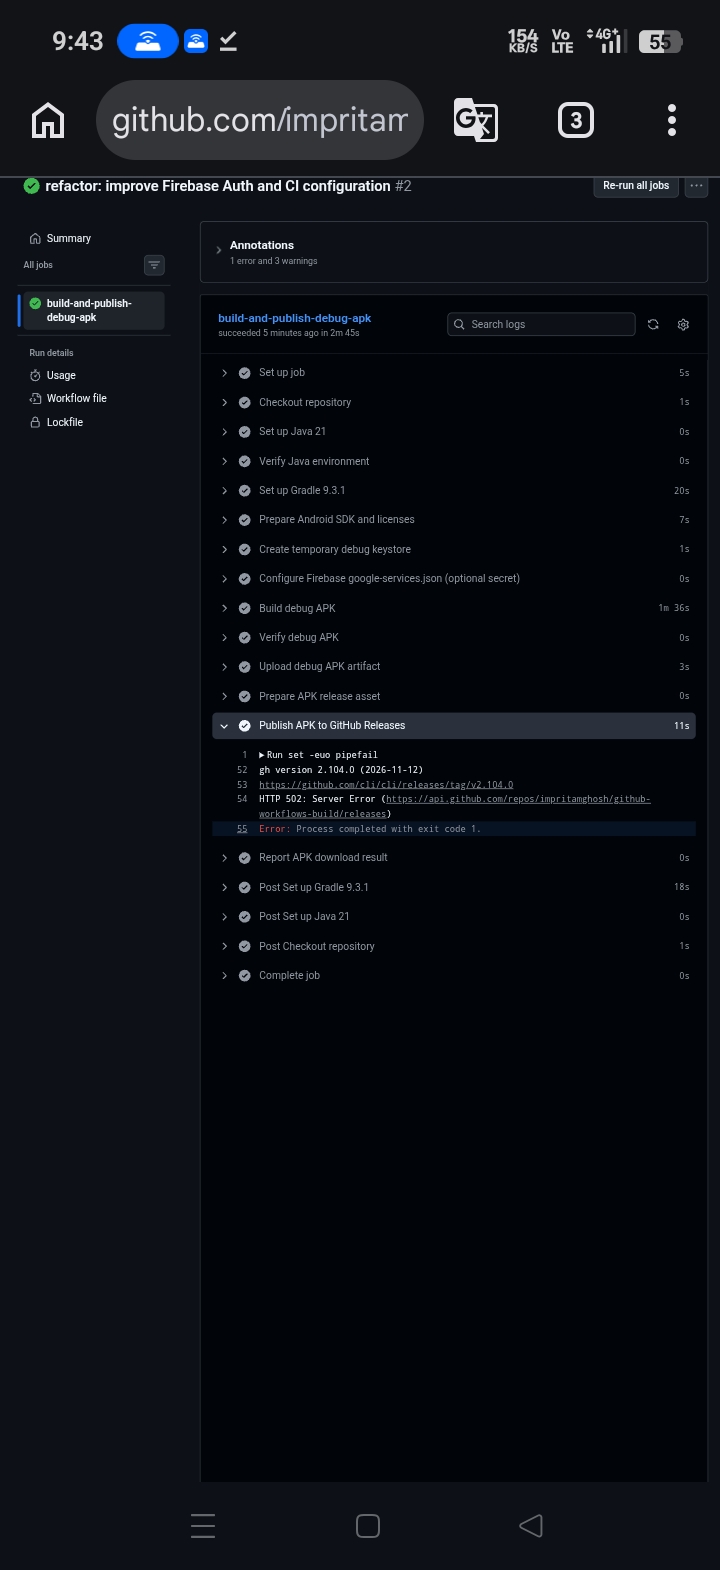 9:43
154
KB/S
Vo
LTE
4G+
55
github.com/impritam
3
refactor: improve Firebase Auth and CI configuration #2
Re-run all jobs
Summary
All jobs
build-and-publish-
debug-apk
Run details
Usage
Workflow file
Lockfile
Annotations
1 error and 3 warnings
build-and-publish-debug-apk
succeeded 5 minutes ago in 2m 45s
Search logs
Set up job 5s
Checkout repository 1s
Set up Java 21 0s
Verify Java environment 0s
Set up Gradle 9.3.1 20s
Prepare Android SDK and licenses 7s
Create temporary debug keystore 1s
Configure Firebase google-services.json (optional secret) 0s
Build debug APK 1m 36s
Verify debug APK 0s
Upload debug APK artifact 3s
Prepare APK release asset 0s
Publish APK to GitHub Releases 11s
1 Run set -euo pipefail
52 gh version 2.104.0 (2026-11-12)
53 https://github.com/cli/cli/releases/tag/v2.104.0
54 HTTP 502: Server Error (https://api.github.com/repos/impritamghosh/github-
workflows-build/releases)
55 Error: Process completed with exit code 1.
Report APK download result 0s
Post Set up Gradle 9.3.1 18s
Post Set up Java 21 0s
Post Checkout repository 1s
Complete job 0s